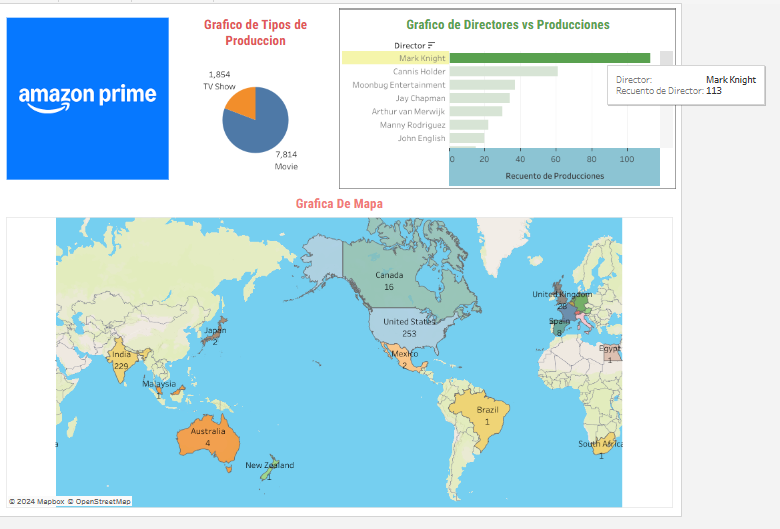 amazon prime
Grafico de Tipos de
Produccion
1,854
TV Show
7,814
Movie
Grafico de Directores vs Producciones
Director
Mark Knight
Cannis Holder
Moonbug Entertainment
Jay Chapman
Arthur van Merwijk
Manny Rodriguez
John English
0 20 40 60 80 100
Recuento de Producciones
Director: Mark Knight
Recuento de Director: 113
Grafica De Mapa
Canada
16
United Kingdom
28
United States
253
Spain
8
Japan
2
Egypt
1
India
229
Mexico
2
Malaysia
1
Brazil
1
Australia
4
South Africa
1
New Zealand
1
© 2024 Mapbox © OpenStreetMap